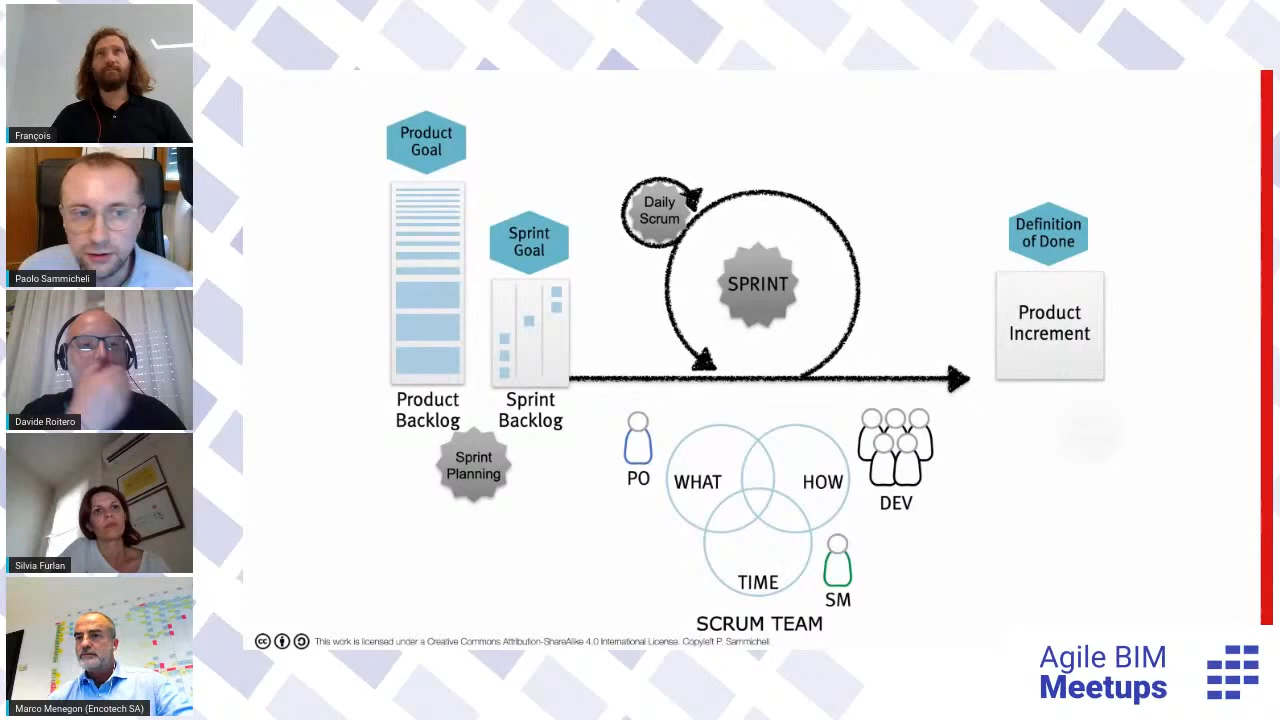 François
Paolo Sammicheli
Davide Roitero
Silvia Furlan
Marco Menegon (Encotech SA)
Product
Goal
Product
Backlog
Sprint
Goal
Sprint
Backlog
Sprint
Planning
Daily
Scrum
SPRINT
Definition
of Done
Product
Increment
PO
WHAT
HOW
DEV
TIME
SM
SCRUM TEAM
This work is licensed under a Creative Commons Attribution-ShareAlike 4.0 International License. Copyleft P. Sammicheli
Agile BIM
Meetups